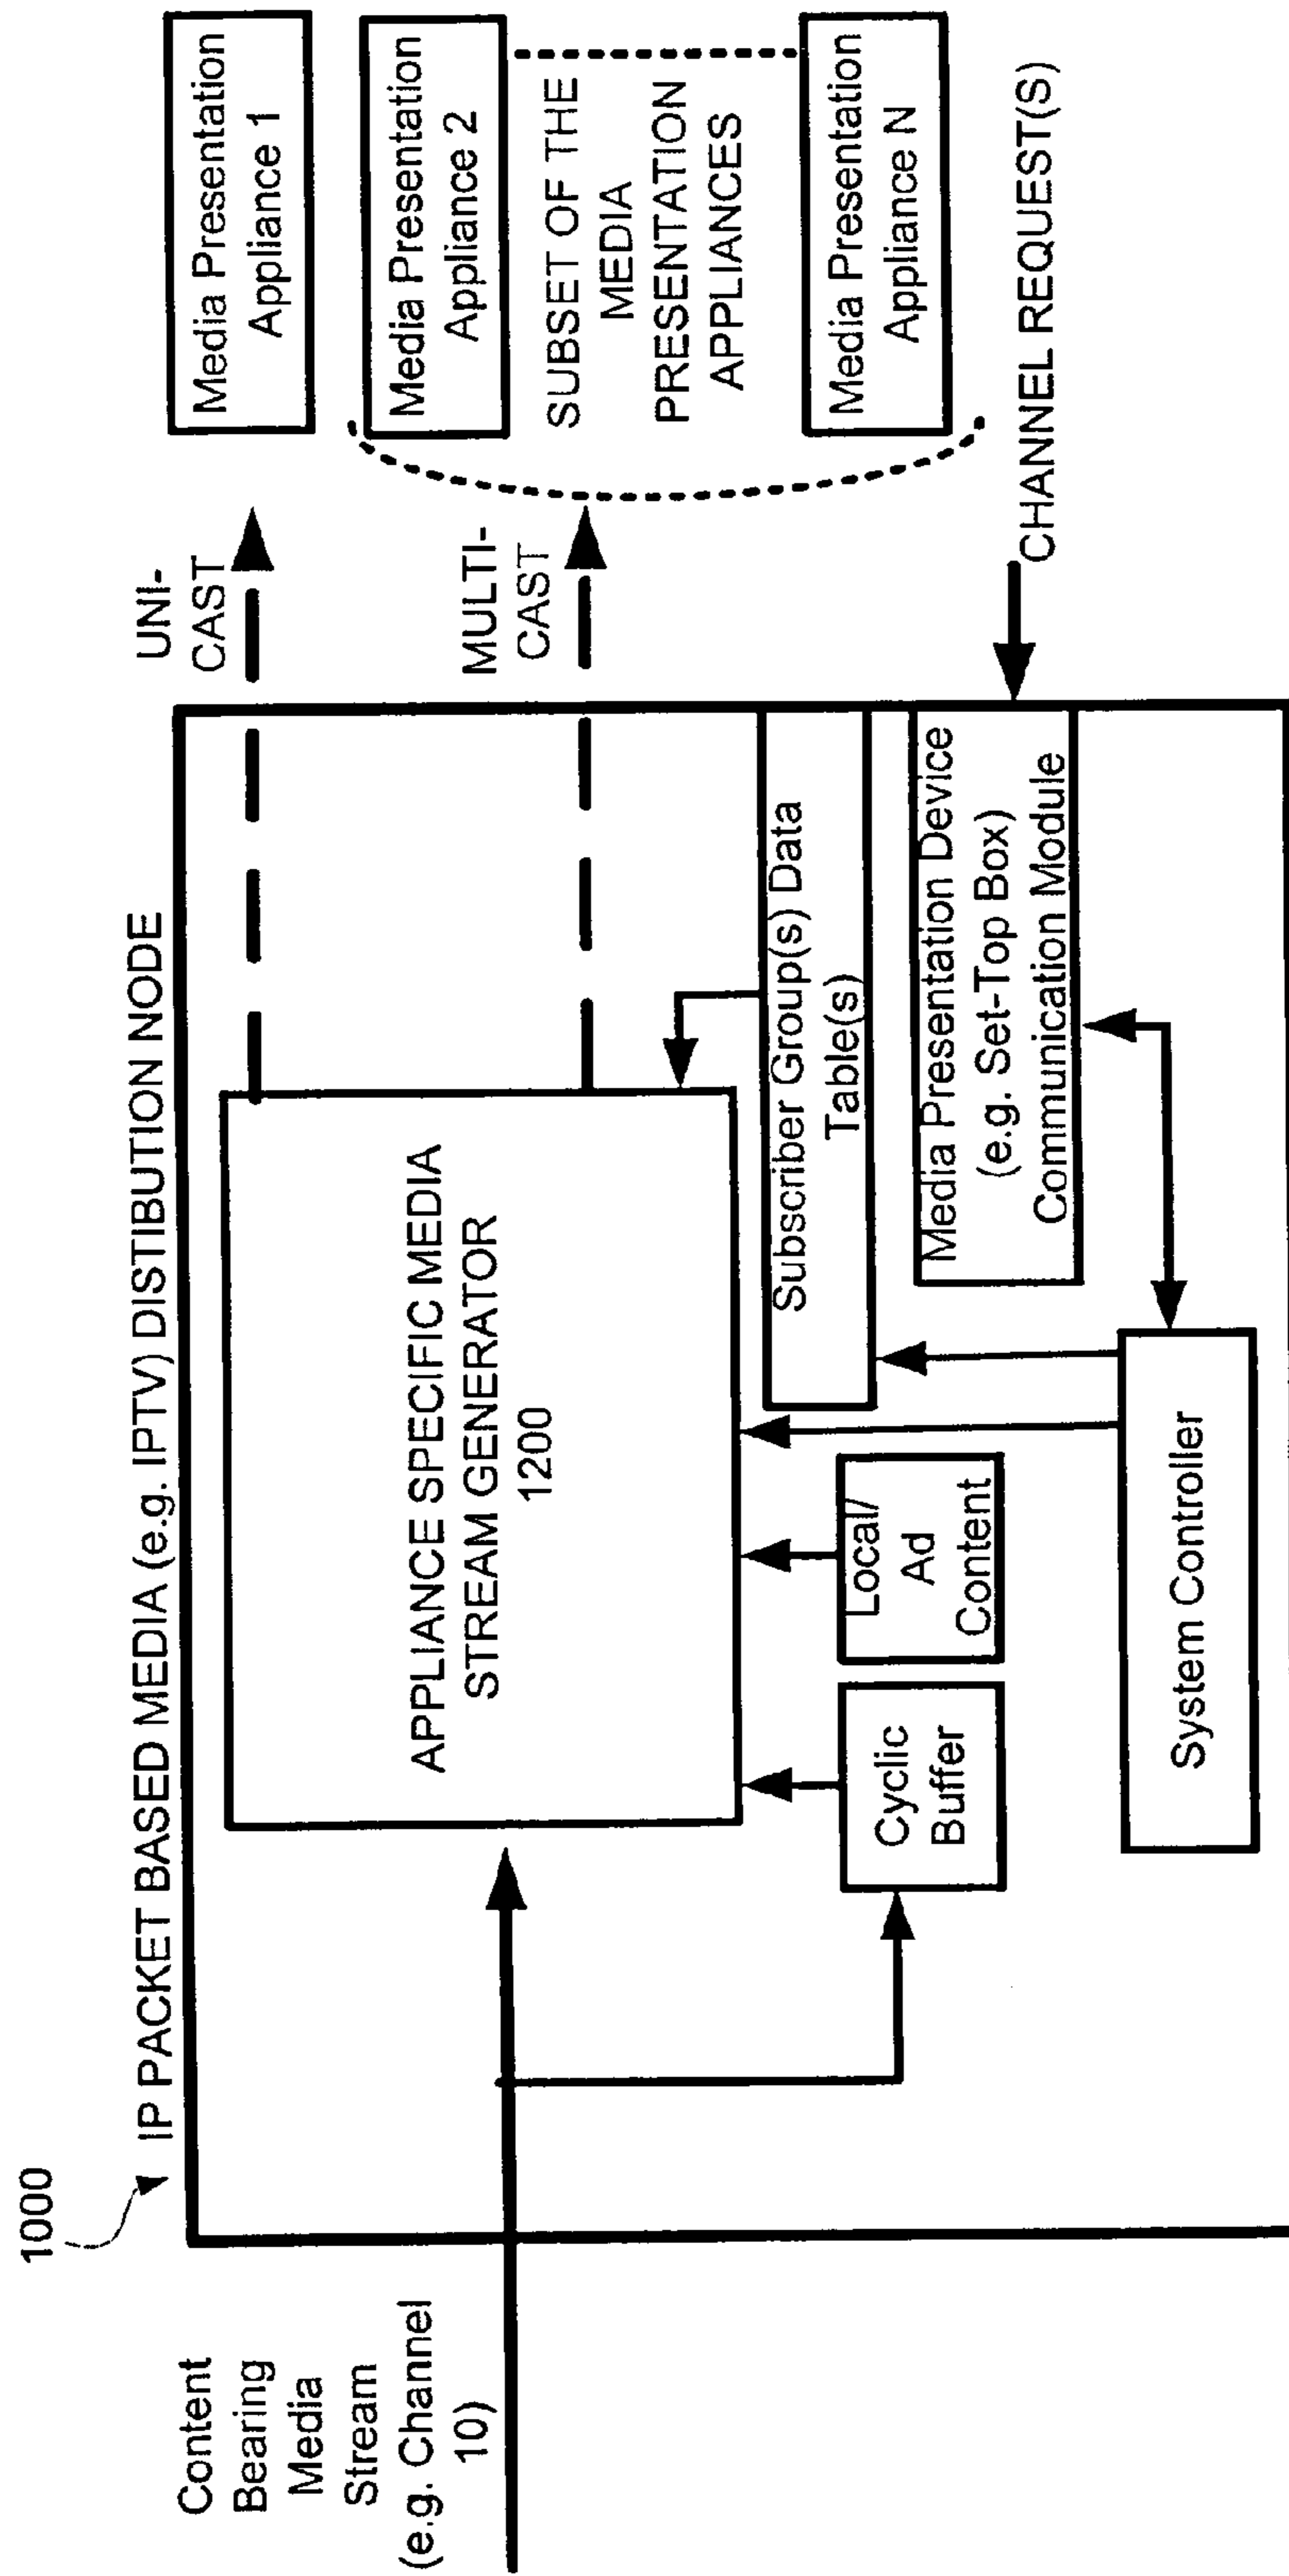 1000
IP PACKET BASED MEDIA (e.g. IPTV) DISTIBUTION NODE
Content
Bearing
Media
Stream
(e.g. Channel
10)
APPLIANCE SPECIFIC MEDIA
STREAM GENERATOR
1200
Cyclic
Buffer
Local/
Ad
Content
System Controller
Subscriber Group(s) Data
Table(s)
Media Presentation Device
(e.g. Set-Top Box)
Communication Module
UNI-
CAST
MULTI-
CAST
Media Presentation
Appliance 1
Media Presentation
Appliance 2
SUBSET OF THE
MEDIA
PRESENTATION
APPLIANCES
Media Presentation
Appliance N
CHANNEL REQUEST(S)